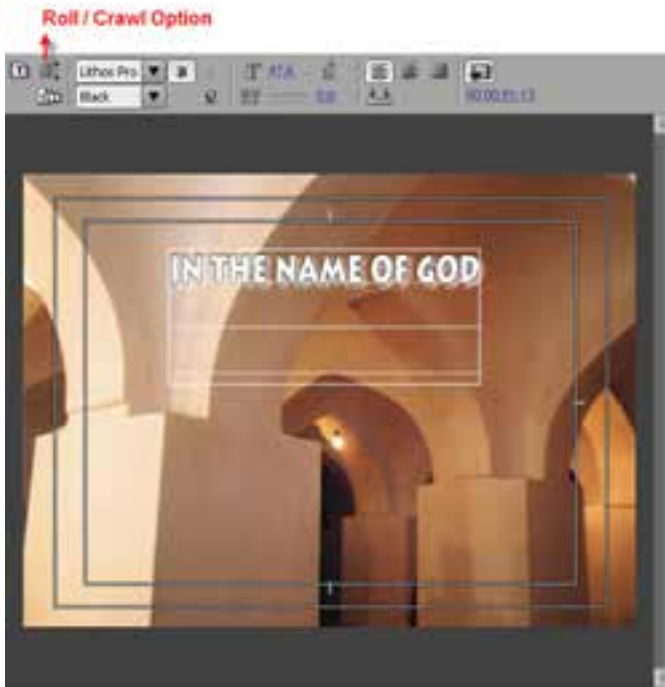 Roll / Crawl Option
Lithos Pro
Black
IN THE NAME OF GOD